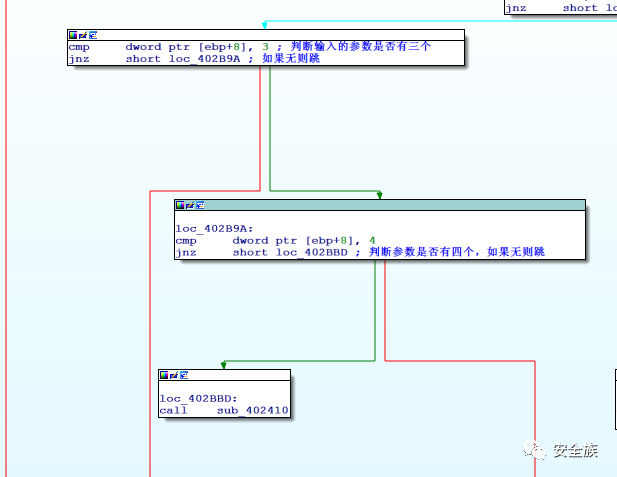 jnz     short lo
cmp     dword ptr [ebp+8], 3 ; 判断输入的参数是否有三个
jnz     short loc_402B9A ; 如果无则跳
loc_402B9A:
cmp     dword ptr [ebp+8], 4
jnz     short loc_402BBD ; 判断参数是否有四个，如果无则跳
loc_402BBD:
call    sub_402410
安全族